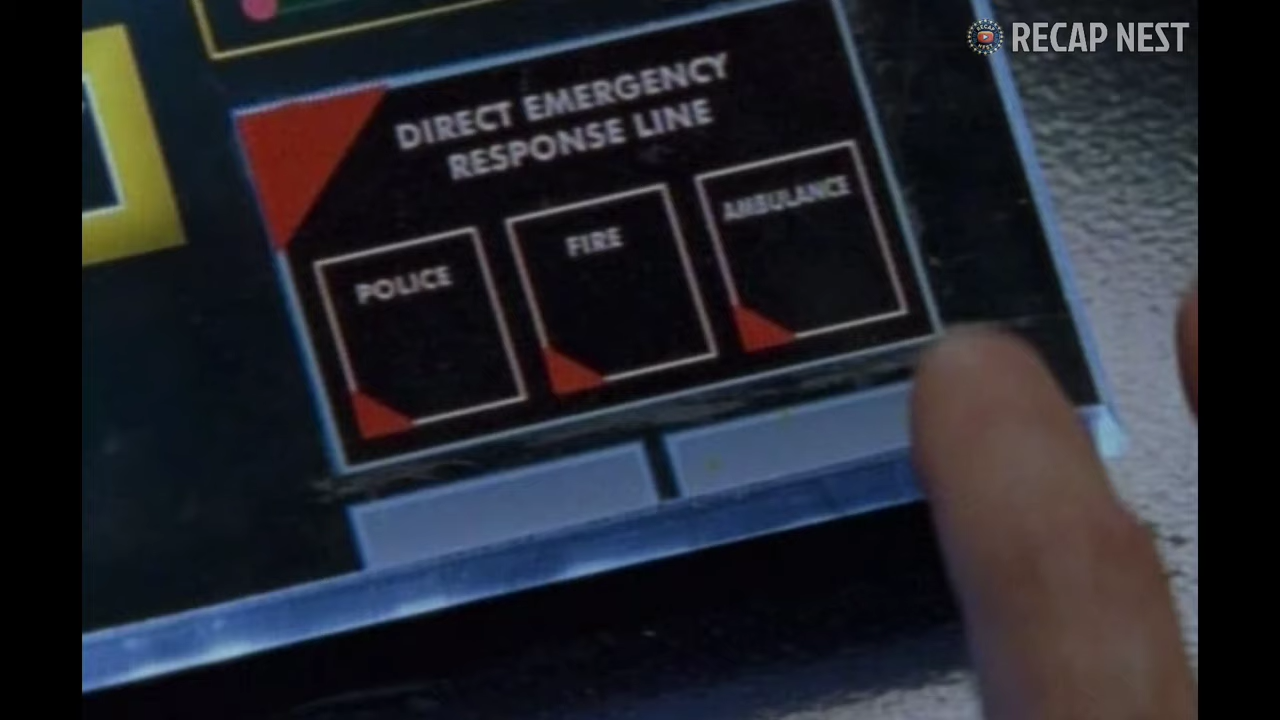 RECAP NEST
DIRECT EMERGENCY
RESPONSE LINE
POLICE
FIRE
AMBULANCE